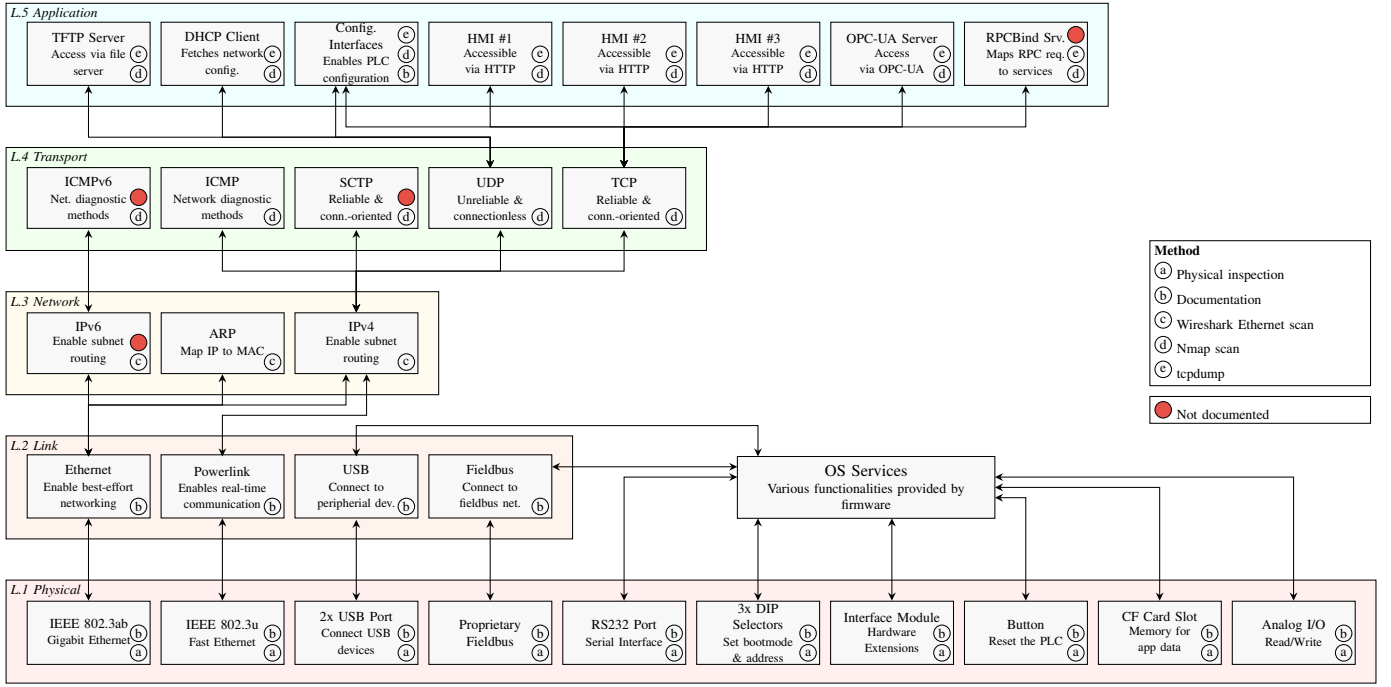 L.5 Application
TFTP Server
Access via file
server
e
d
DHCP Client
Fetches network
config.
e
d
Config.
Interfaces
Enables PLC
configuration
e
d
b
HMI #1
Accessible
via HTTP
e
d
HMI #2
Accessible
via HTTP
e
d
HMI #3
Accessible
via HTTP
e
d
OPC-UA Server
Access
via OPC-UA
e
d
RPCBind Srv.
Maps RPC req.
to services
e
d
L.4 Transport
ICMPv6
Net. diagnostic
methods
d
ICMP
Network diagnostic
methods
d
SCTP
Reliable &
conn.-oriented
d
UDP
Unreliable &
connectionless
d
TCP
Reliable &
conn.-oriented
d
Method
a Physical inspection
b Documentation
c Wireshark Ethernet scan
d Nmap scan
e tcpdump
Not documented
L.3 Network
IPv6
Enable subnet
routing
c
ARP
Map IP to MAC
c
IPv4
Enable subnet
routing
c
L.2 Link
Ethernet
Enable best-effort
networking
b
Powerlink
Enables real-time
communication
b
USB
Connect to
peripherial dev.
b
Fieldbus
Connect to
fieldbus net.
b
OS Services
Various functionalities provided by
firmware
L.1 Physical
IEEE 802.3ab
Gigabit Ethernet
b
a
IEEE 802.3u
Fast Ethernet
b
a
2x USB Port
Connect USB
devices
b
a
Proprietary
Fieldbus
b
a
RS232 Port
Serial Interface
b
a
3x DIP
Selectors
Set bootmode
& address
b
a
Interface Module
Hardware
Extensions
b
a
Button
Reset the PLC
b
a
CF Card Slot
Memory for
app data
b
a
Analog I/O
Read/Write
b
a